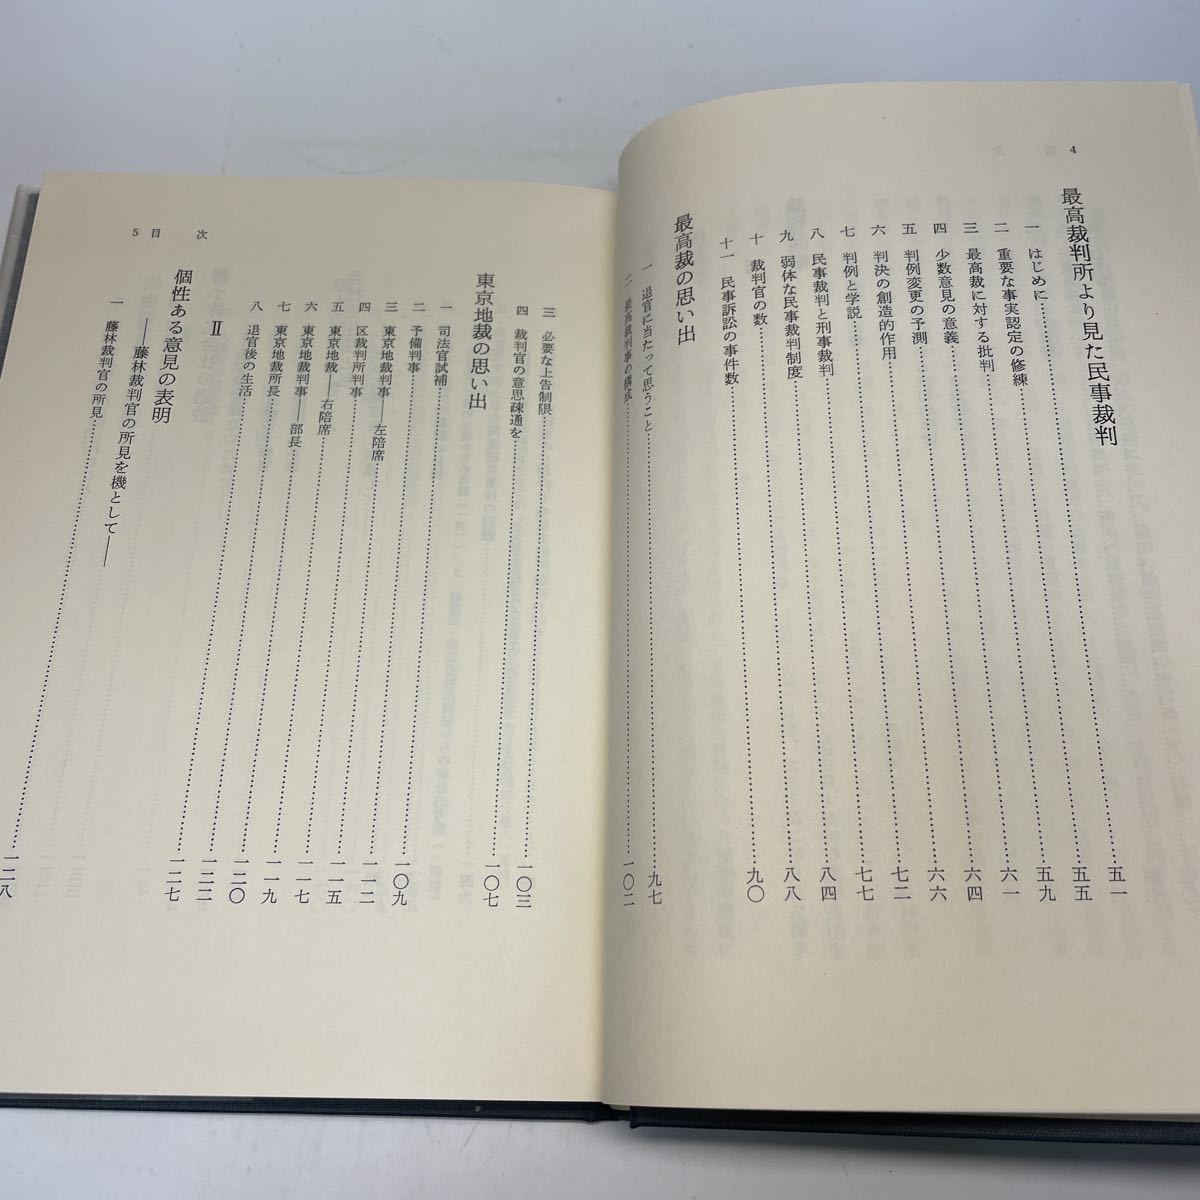 4
目次
最高裁判所より見た民事裁判
一 はじめに……………………五一
二 重要な事実認定の修練……………………五五
三 最高裁に対する批判……………………五九
四 少数意見の意義……………………六一
五 判例変更の予測……………………六四
六 判決の創造的作用……………………六六
七 判例と学説……………………七二
八 民事裁判と刑事裁判……………………七七
九 弱体な民事裁判制度……………………八四
十 裁判官の数……………………八八
十一 民事訴訟の事件数……………………九〇
最高裁の思い出
一 退官に当たって思うこと……………………九七
二 最高裁判事の構成……………………一〇二
5 目次
三 必要な上告制限……………………一〇三
四 裁判官の意思疎通を……………………一〇七
東京地裁の思い出
一 司法官試補……………………一〇九
二 予備判事……………………一一二
三 東京地裁判事――左陪席……………………一一五
四 区裁判所判事……………………一一七
五 東京地裁――右陪席……………………一一九
六 東京地裁判事――部長……………………一二〇
七 東京地裁所長……………………一二二
八 退官後の生活……………………一二七
Ⅱ
個性ある意見の表明
――藤林裁判官の所見を機として――
一 藤林裁判官の所見……………………一二八